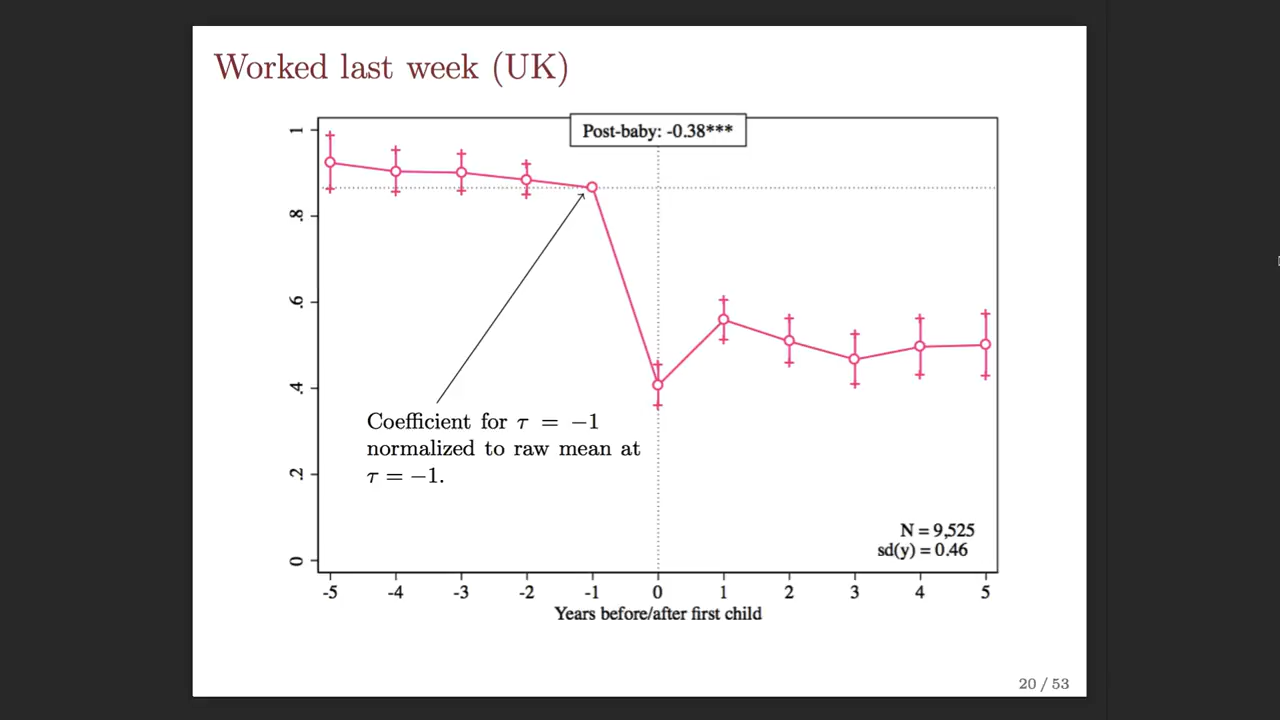 Worked last week (UK)
Post-baby: -0.38***
1
.8
.6
.4
.2
0
Coefficient for τ = −1
normalized to raw mean at
τ = −1.
N = 9,525
sd(y) = 0.46
-5 -4 -3 -2 -1 0 1 2 3 4 5
Years before/after first child
20 / 53